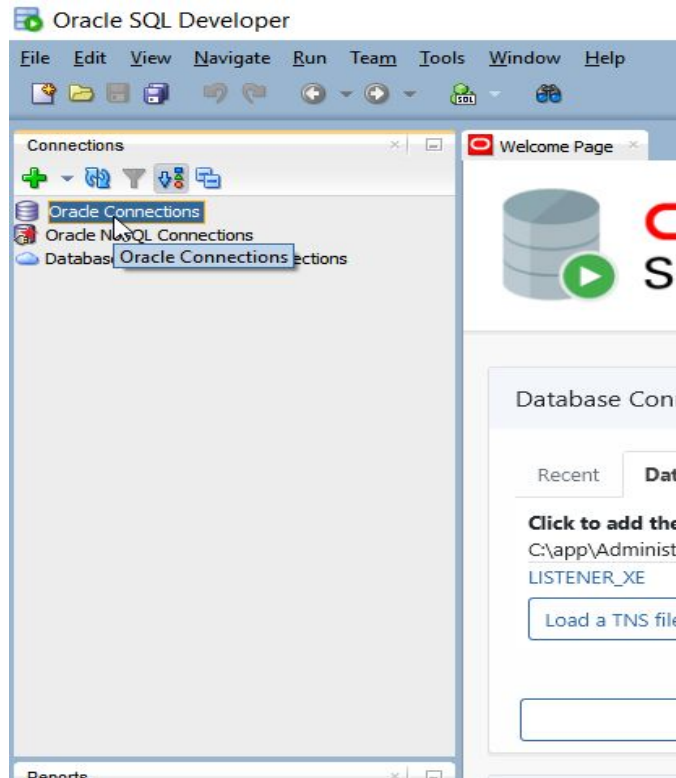 Oracle SQL Developer
File Edit View Navigate Run Team Tools Window Help
SQL
Connections
Welcome Page
Oracle Connections
Oracle NoSQL Connections
Oracle Connections
Database
ections
S
Database Con
Recent Dat
Click to add the
C:\app\Administ
LISTENER_XE
Load a TNS file
Reports